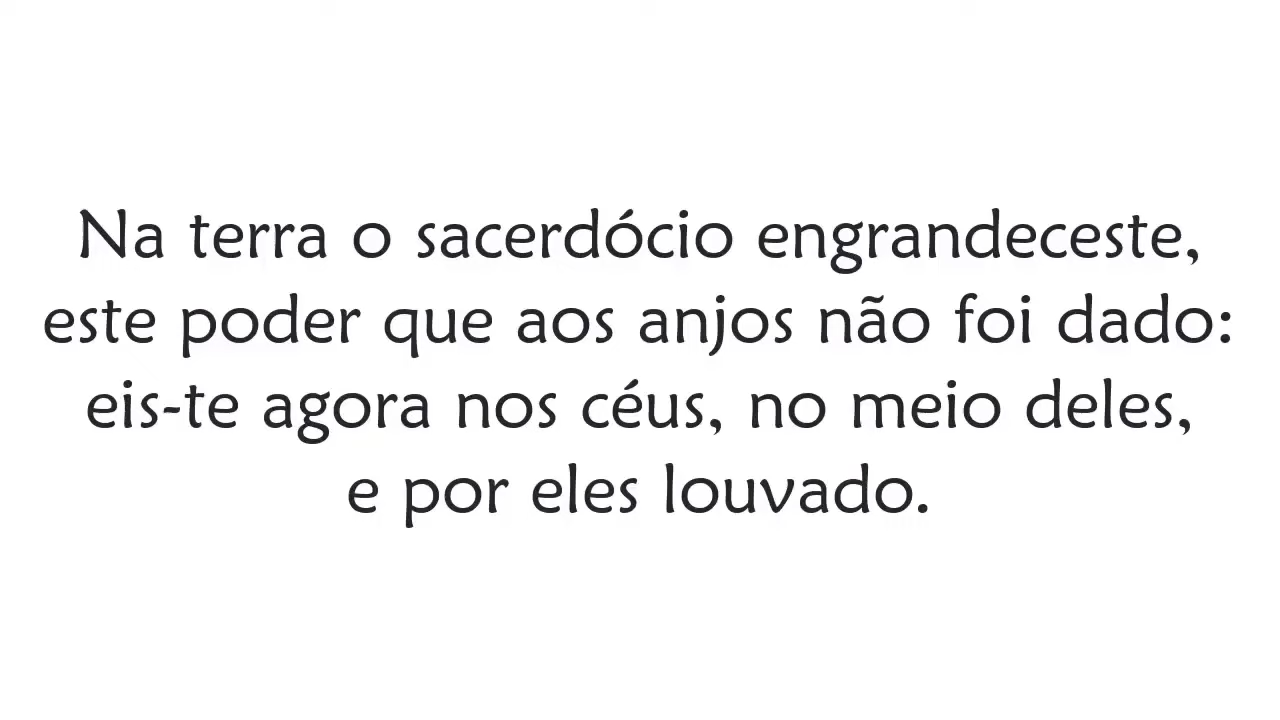 Na terra o sacerdócio engrandeceste,
este poder que aos anjos não foi dado:
eis-te agora nos céus, no meio deles,
e por eles louvado.